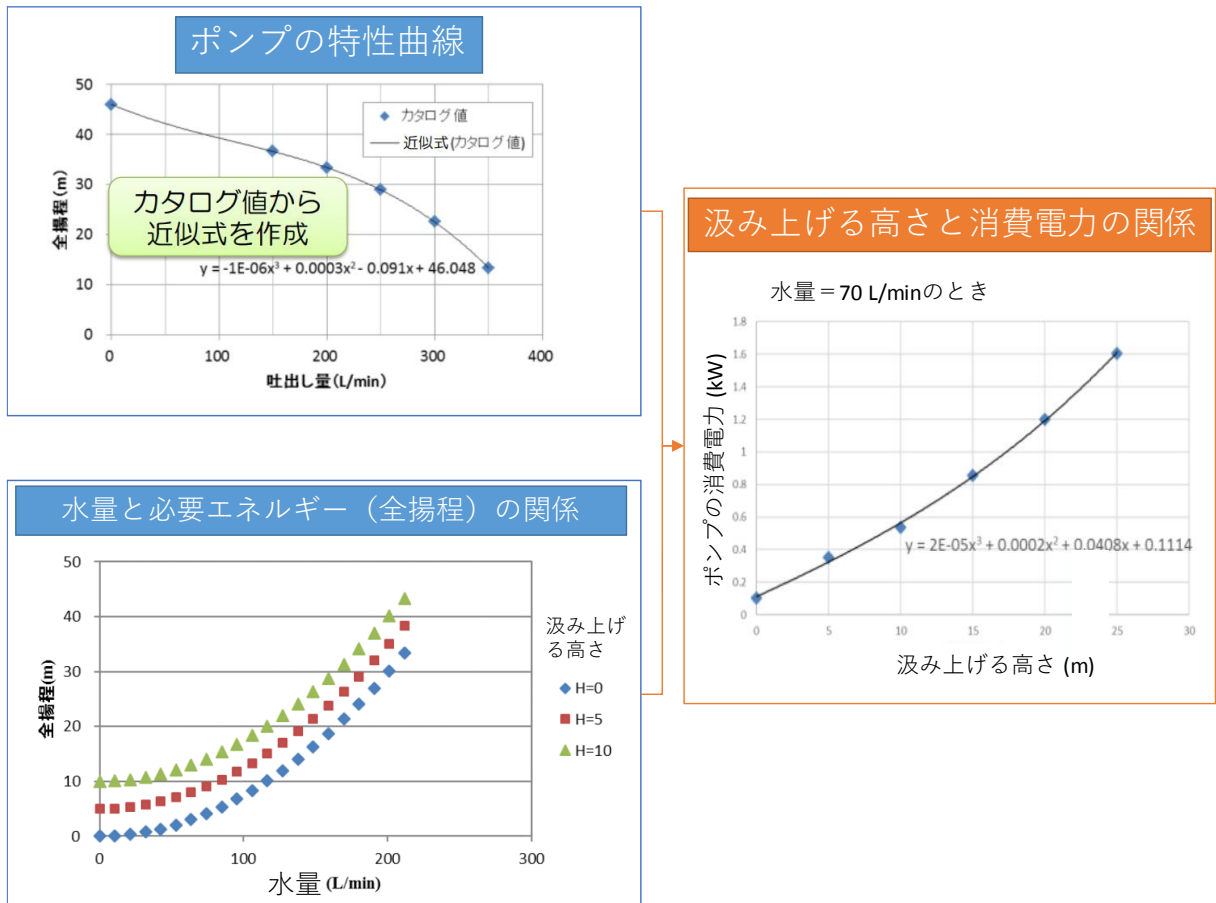 ポンプの特性曲線
50
40
30
20
10
0
全揚程(m)
カタログ値
近似式(カタログ値)
カタログ値から
近似式を作成
y = -1E-06x³ + 0.0003x² - 0.091x + 46.048
0
100
200
300
400
吐出し量(L/min)
水量と必要エネルギー（全揚程）の関係
50
40
30
20
10
0
全揚程(m)
汲み上げ
る高さ
H=0
H=5
H=10
0
100
200
300
水量 (L/min)
汲み上げる高さと消費電力の関係
水量＝70 L/minのとき
1.8
1.6
1.4
1.2
1
0.8
0.6
0.4
0.2
0
ポンプの消費電力 (kW)
y = 2E-05x³ + 0.0002x² + 0.0408x + 0.1114
0
5
10
15
20
25
30
汲み上げる高さ (m)